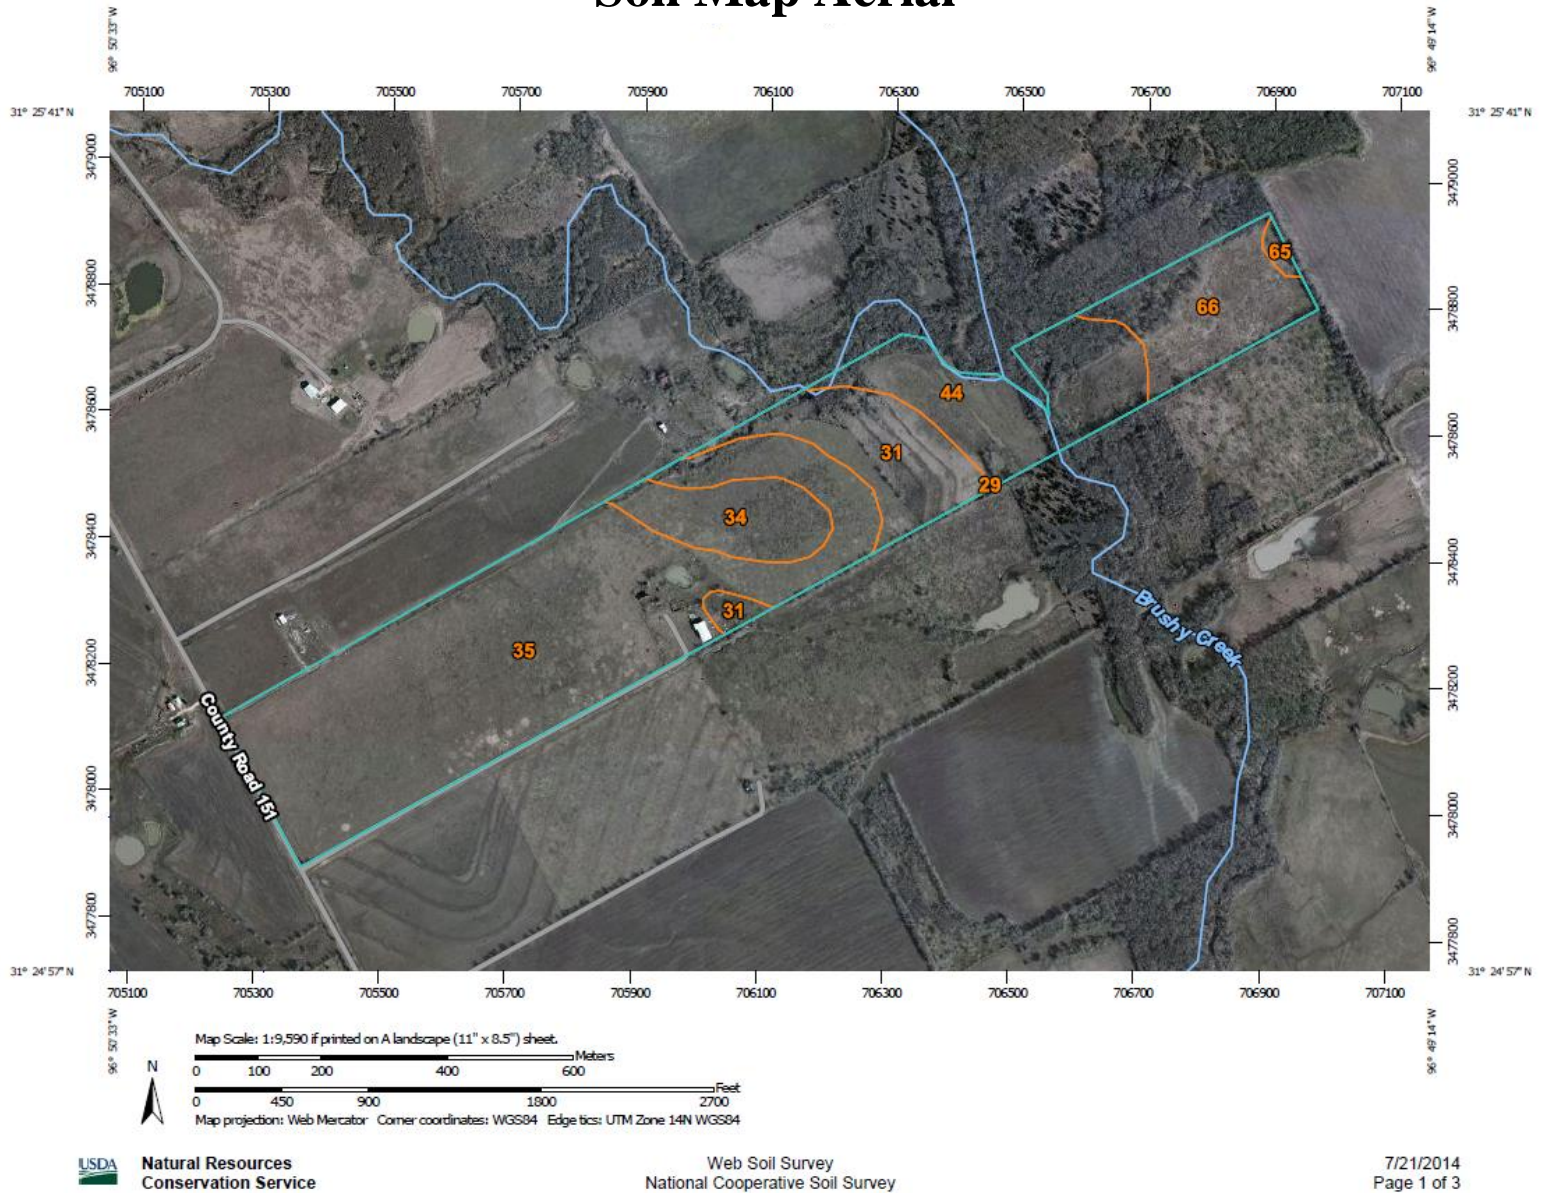 Soil Map Aerial
96° 50' 33" W
96° 49' 14" W
705100 705300 705500 705700 705900 706100 706300 706500 706700 706900 707100
31° 25' 41" N
31° 25' 41" N
3479000
3479000
3478800
3478800
3478600
3478600
3478400
3478400
3478200
3478200
3478000
3478000
3477800
3477800
65
66
44
31
29
34
31
35
Brushy Creek
County Road 151
31° 24' 57" N
31° 24' 57" N
705100 705300 705500 705700 705900 706100 706300 706500 706700 706900 707100
96° 50' 33" W
96° 49' 14" W
Map Scale: 1:9,590 if printed on A landscape (11" x 8.5") sheet.
Meters
0 100 200 400 600
Feet
0 450 900 1800 2700
Map projection: Web Mercator Corner coordinates: WGS84 Edge tics: UTM Zone 14N WGS84
N
USDA
Natural Resources
Conservation Service
Web Soil Survey
National Cooperative Soil Survey
7/21/2014
Page 1 of 3